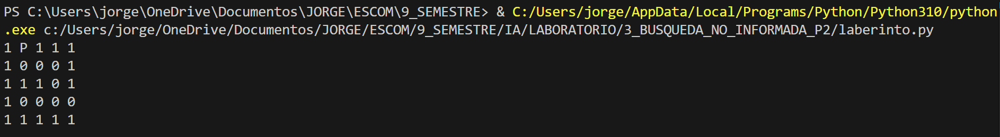 PS C:\Users\jorge\OneDrive\Documentos\JORGE\ESCOM\9_SEMESTRE> & C:/Users/jorge/AppData/Local/Programs/Python/Python310/python
.exe c:/Users/jorge/OneDrive/Documentos/JORGE/ESCOM/9_SEMESTRE/IA/LABORATORIO/3_BUSQUEDA_NO_INFORMADA_P2/laberinto.py
1 P 1 1 1
1 0 0 0 1
1 1 1 0 1
1 0 0 0 0
1 1 1 1 1